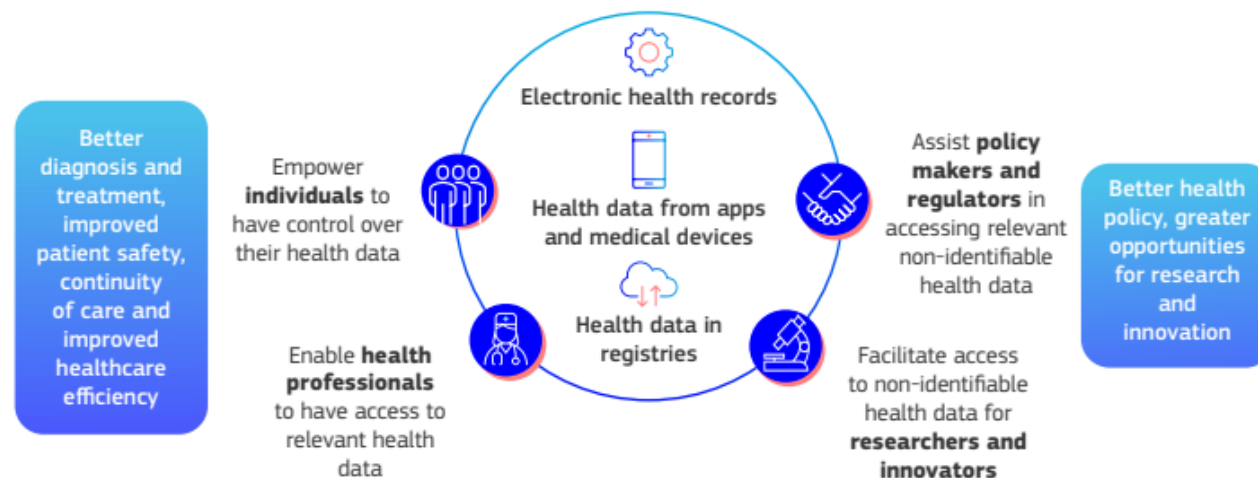 Better
diagnosis and
treatment,
improved
patient safety,
continuity
of care and
improved
healthcare
efficiency
Empower
individuals to
have control over
their health data
Enable health
professionals
to have access to
relevant health
data
Electronic health records
Health data from apps
and medical devices
Health data in
registries
Assist policy
makers and
regulators in
accessing relevant
non-identifiable
health data
Facilitate access
to non-identifiable
health data for
researchers and
innovators
Better health
policy, greater
opportunities
for research
and
innovation